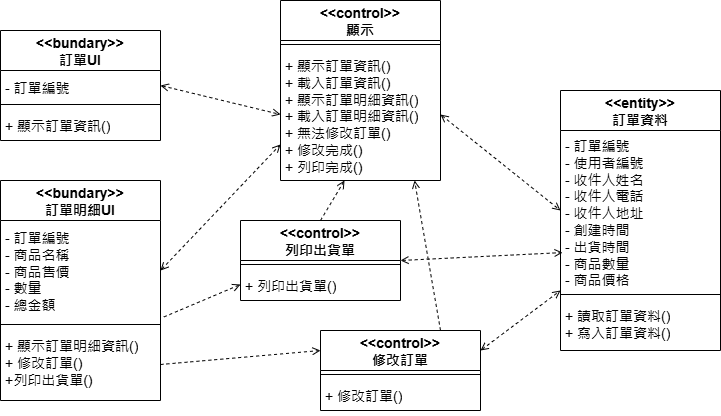 <<bundary>>
訂單UI
- 訂單編號
+ 顯示訂單資訊()
<<control>>
顯示
+ 顯示訂單資訊()
+ 載入訂單資訊()
+ 顯示訂單明細資訊()
+ 載入訂單明細資訊()
+ 無法修改訂單()
+ 修改完成()
+ 列印完成()
<<entity>>
訂單資料
- 訂單編號
- 使用者編號
- 收件人姓名
- 收件人電話
- 收件人地址
- 創建時間
- 出貨時間
- 商品數量
- 商品價格
+ 讀取訂單資料()
+ 寫入訂單資料()
<<bundary>>
訂單明細UI
- 訂單編號
- 商品名稱
- 商品售價
- 數量
- 總金額
+ 顯示訂單明細資訊()
+ 修改訂單()
+列印出貨單()
<<control>>
列印出貨單
+ 列印出貨單()
<<control>>
修改訂單
+ 修改訂單()